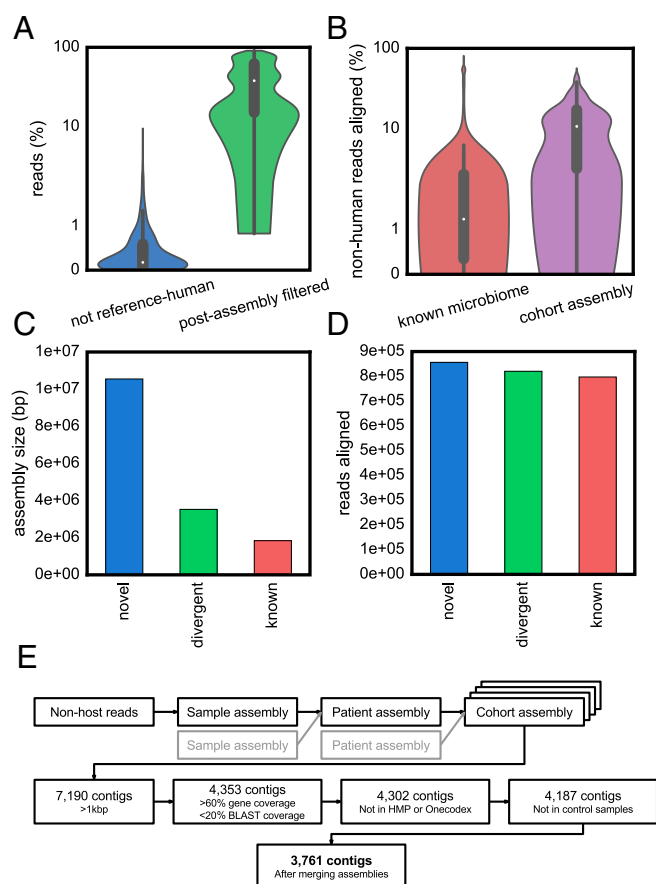 A
B
100
10
1
0
reads (%)
not reference-human
post-assembly filtered
100
10
1
0
non-human reads aligned (%)
known microbiome
cohort assembly
C
D
1e+07
1e+07
8e+06
6e+06
4e+06
2e+06
0e+00
assembly size (bp)
novel
divergent
known
9e+05
8e+05
7e+05
6e+05
5e+05
4e+05
3e+05
2e+05
1e+05
0e+00
reads aligned
novel
divergent
known
E
Non-host reads
Sample assembly
Patient assembly
Cohort assembly
Sample assembly
Patient assembly
7,190 contigs
>1kbp
4,353 contigs
>60% gene coverage
<20% BLAST coverage
4,302 contigs
Not in HMP or Onecodex
4,187 contigs
Not in control samples
3,761 contigs
After merging assemblies